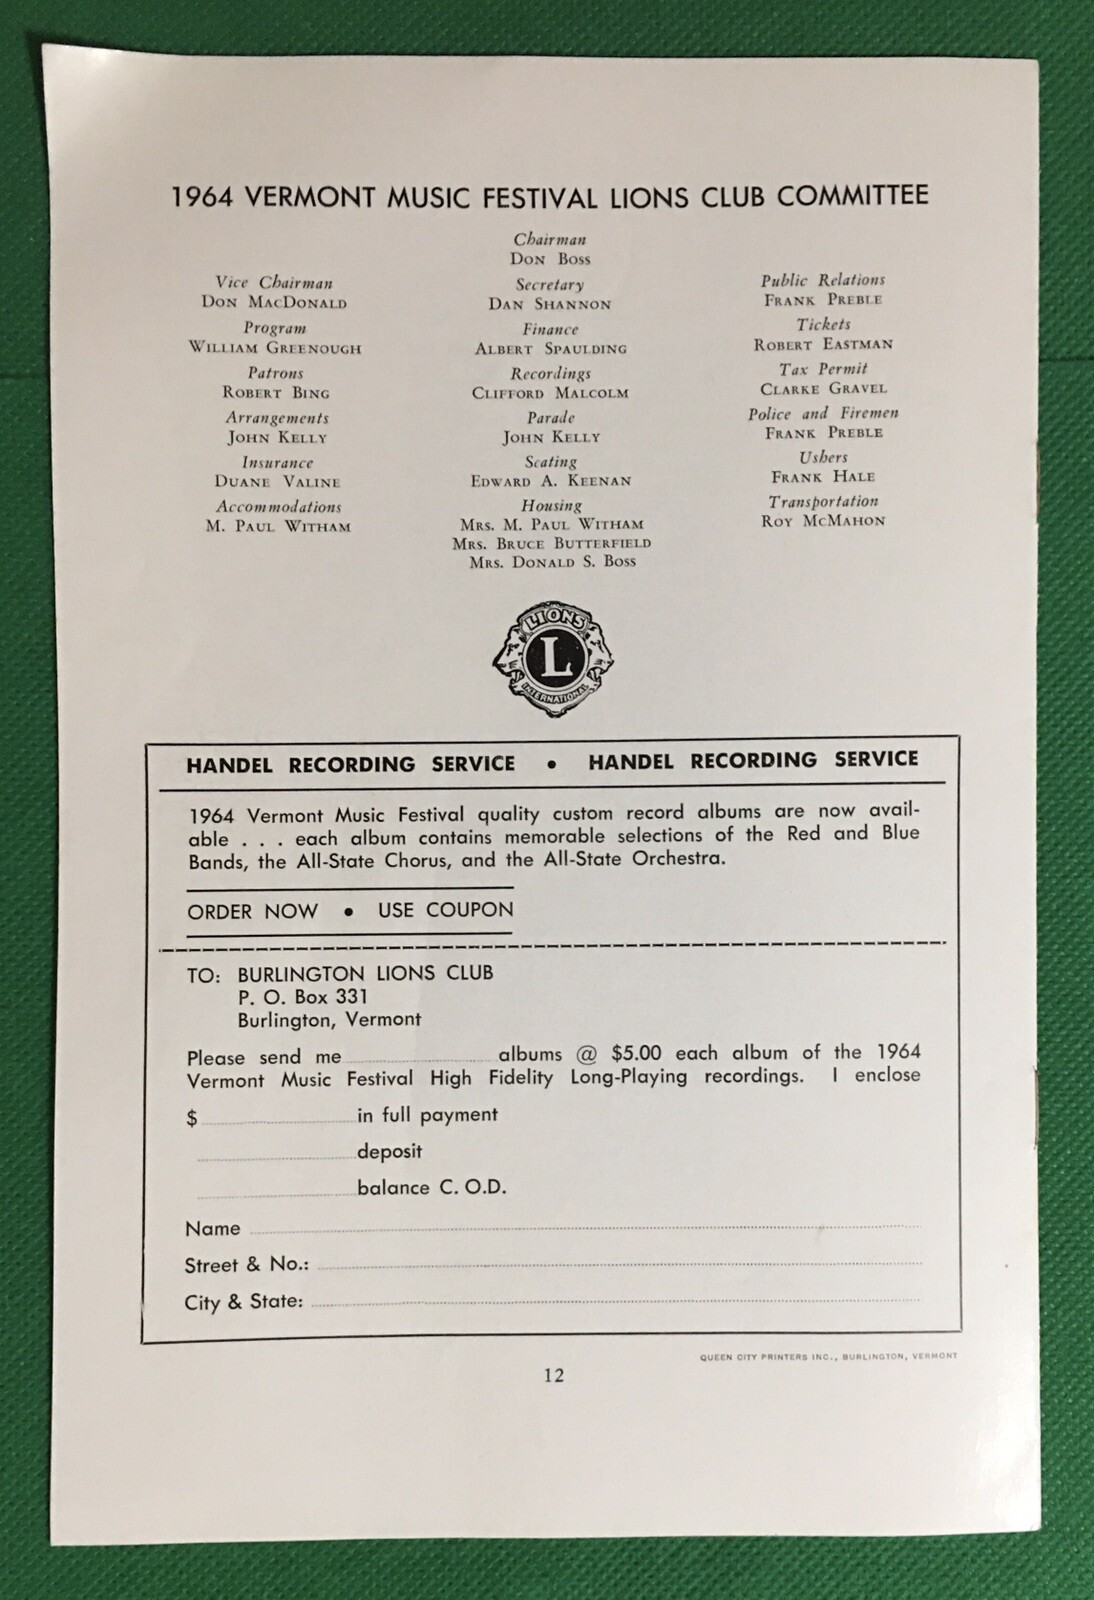 1964 VERMONT MUSIC FESTIVAL LIONS CLUB COMMITTEE
Chairman
DON BOSS
Vice Chairman
DON MACDONALD
Program
WILLIAM GREENOUGH
Patrons
ROBERT BING
Arrangements
JOHN KELLY
Insurance
DUANE VALINE
Accommodations
M. PAUL WITHAM
Secretary
DAN SHANNON
Finance
ALBERT SPAULDING
Recordings
CLIFFORD MALCOLM
Parade
JOHN KELLY
Seating
EDWARD A. KEENAN
Housing
MRS. M. PAUL WITHAM
MRS. BRUCE BUTTERFIELD
MRS. DONALD S. BOSS
Public Relations
FRANK PREBLE
Tickets
ROBERT EASTMAN
Tax Permit
CLARKE GRAVEL
Police and Firemen
FRANK PREBLE
Ushers
FRANK HALE
Transportation
ROY MCMAHON
LIONS
L
INTERNATIONAL
HANDEL RECORDING SERVICE • HANDEL RECORDING SERVICE
1964 Vermont Music Festival quality custom record albums are now avail-
able . . . each album contains memorable selections of the Red and Blue
Bands, the All-State Chorus, and the All-State Orchestra.
ORDER NOW • USE COUPON
TO: BURLINGTON LIONS CLUB
P. O. Box 331
Burlington, Vermont
Please send me albums @ $5.00 each album of the 1964
Vermont Music Festival High Fidelity Long-Playing recordings. I enclose
$ in full payment
deposit
balance C. O.D.
Name
Street & No.:
City & State:
QUEEN CITY PRINTERS INC., BURLINGTON, VERMONT
12